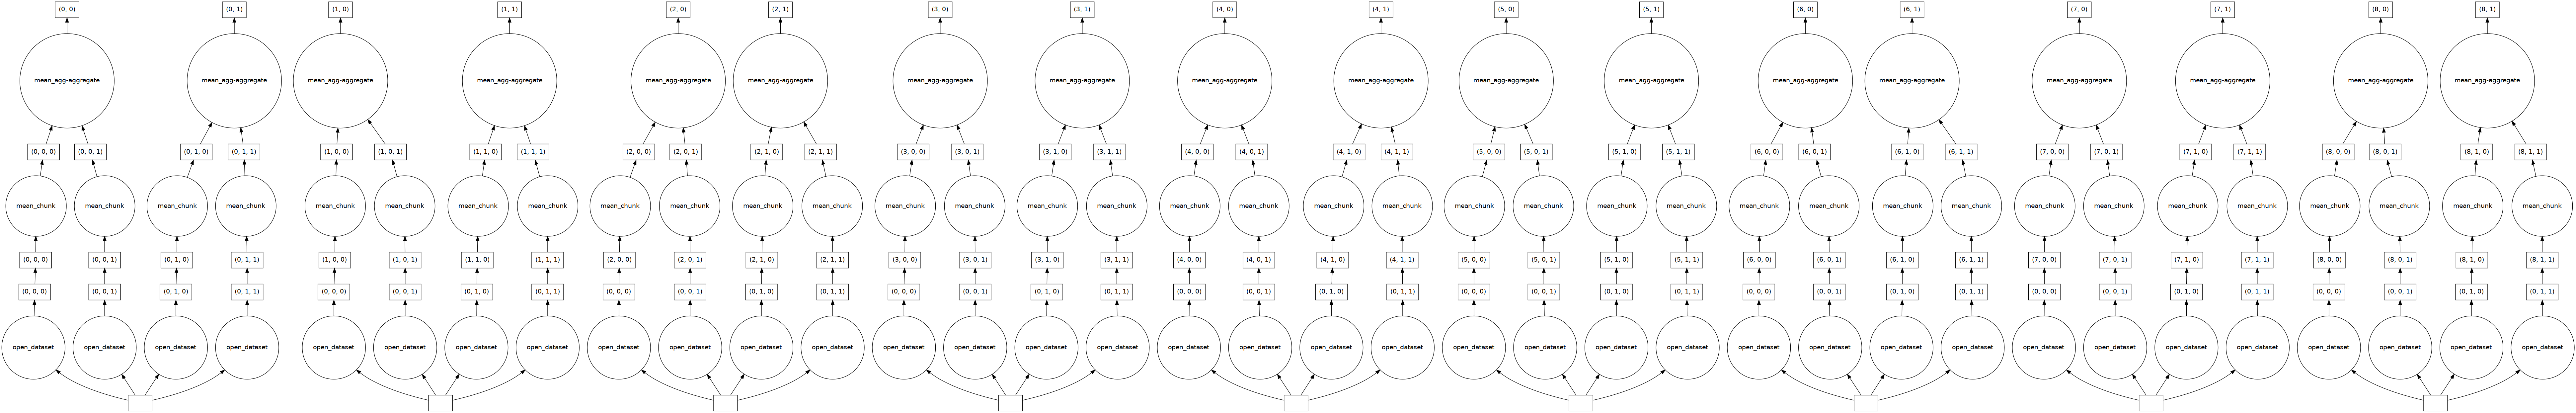 (0, 0) (0, 1) (1, 0) (1, 1) (2, 0) (2, 1) (3, 0) (3, 1) (4, 0) (4, 1) (5, 0) (5, 1) (6, 0) (6, 1) (7, 0) (7, 1) (8, 0) (8, 1)
mean_agg-aggregate mean_agg-aggregate mean_agg-aggregate mean_agg-aggregate mean_agg-aggregate mean_agg-aggregate mean_agg-aggregate mean_agg-aggregate mean_agg-aggregate mean_agg-aggregate mean_agg-aggregate mean_agg-aggregate mean_agg-aggregate mean_agg-aggregate mean_agg-aggregate mean_agg-aggregate mean_agg-aggregate mean_agg-aggregate
(0, 0, 0) (0, 0, 1) (0, 1, 0) (0, 1, 1) (1, 0, 0) (1, 0, 1) (1, 1, 0) (1, 1, 1) (2, 0, 0) (2, 0, 1) (2, 1, 0) (2, 1, 1) (3, 0, 0) (3, 0, 1) (3, 1, 0) (3, 1, 1) (4, 0, 0) (4, 0, 1) (4, 1, 0) (4, 1, 1) (5, 0, 0) (5, 0, 1) (5, 1, 0) (5, 1, 1) (6, 0, 0) (6, 0, 1) (6, 1, 0) (6, 1, 1) (7, 0, 0) (7, 0, 1) (7, 1, 0) (7, 1, 1) (8, 0, 0) (8, 0, 1) (8, 1, 0) (8, 1, 1)
mean_chunk mean_chunk mean_chunk mean_chunk mean_chunk mean_chunk mean_chunk mean_chunk mean_chunk mean_chunk mean_chunk mean_chunk mean_chunk mean_chunk mean_chunk mean_chunk mean_chunk mean_chunk mean_chunk mean_chunk mean_chunk mean_chunk mean_chunk mean_chunk mean_chunk mean_chunk mean_chunk mean_chunk mean_chunk mean_chunk mean_chunk mean_chunk mean_chunk mean_chunk mean_chunk mean_chunk
(0, 0, 0) (0, 0, 1) (0, 1, 0) (0, 1, 1) (1, 0, 0) (1, 0, 1) (1, 1, 0) (1, 1, 1) (2, 0, 0) (2, 0, 1) (2, 1, 0) (2, 1, 1) (3, 0, 0) (3, 0, 1) (3, 1, 0) (3, 1, 1) (4, 0, 0) (4, 0, 1) (4, 1, 0) (4, 1, 1) (5, 0, 0) (5, 0, 1) (5, 1, 0) (5, 1, 1) (6, 0, 0) (6, 0, 1) (6, 1, 0) (6, 1, 1) (7, 0, 0) (7, 0, 1) (7, 1, 0) (7, 1, 1) (8, 0, 0) (8, 0, 1) (8, 1, 0) (8, 1, 1)
(0, 0, 0) (0, 0, 1) (0, 1, 0) (0, 1, 1) (0, 0, 0) (0, 0, 1) (0, 1, 0) (0, 1, 1) (0, 0, 0) (0, 0, 1) (0, 1, 0) (0, 1, 1) (0, 0, 0) (0, 0, 1) (0, 1, 0) (0, 1, 1) (0, 0, 0) (0, 0, 1) (0, 1, 0) (0, 1, 1) (0, 0, 0) (0, 0, 1) (0, 1, 0) (0, 1, 1) (0, 0, 0) (0, 0, 1) (0, 1, 0) (0, 1, 1) (0, 0, 0) (0, 0, 1) (0, 1, 0) (0, 1, 1) (0, 0, 0) (0, 0, 1) (0, 1, 0) (0, 1, 1)
open_dataset open_dataset open_dataset open_dataset open_dataset open_dataset open_dataset open_dataset open_dataset open_dataset open_dataset open_dataset open_dataset open_dataset open_dataset open_dataset open_dataset open_dataset open_dataset open_dataset open_dataset open_dataset open_dataset open_dataset open_dataset open_dataset open_dataset open_dataset open_dataset open_dataset open_dataset open_dataset open_dataset open_dataset open_dataset open_dataset